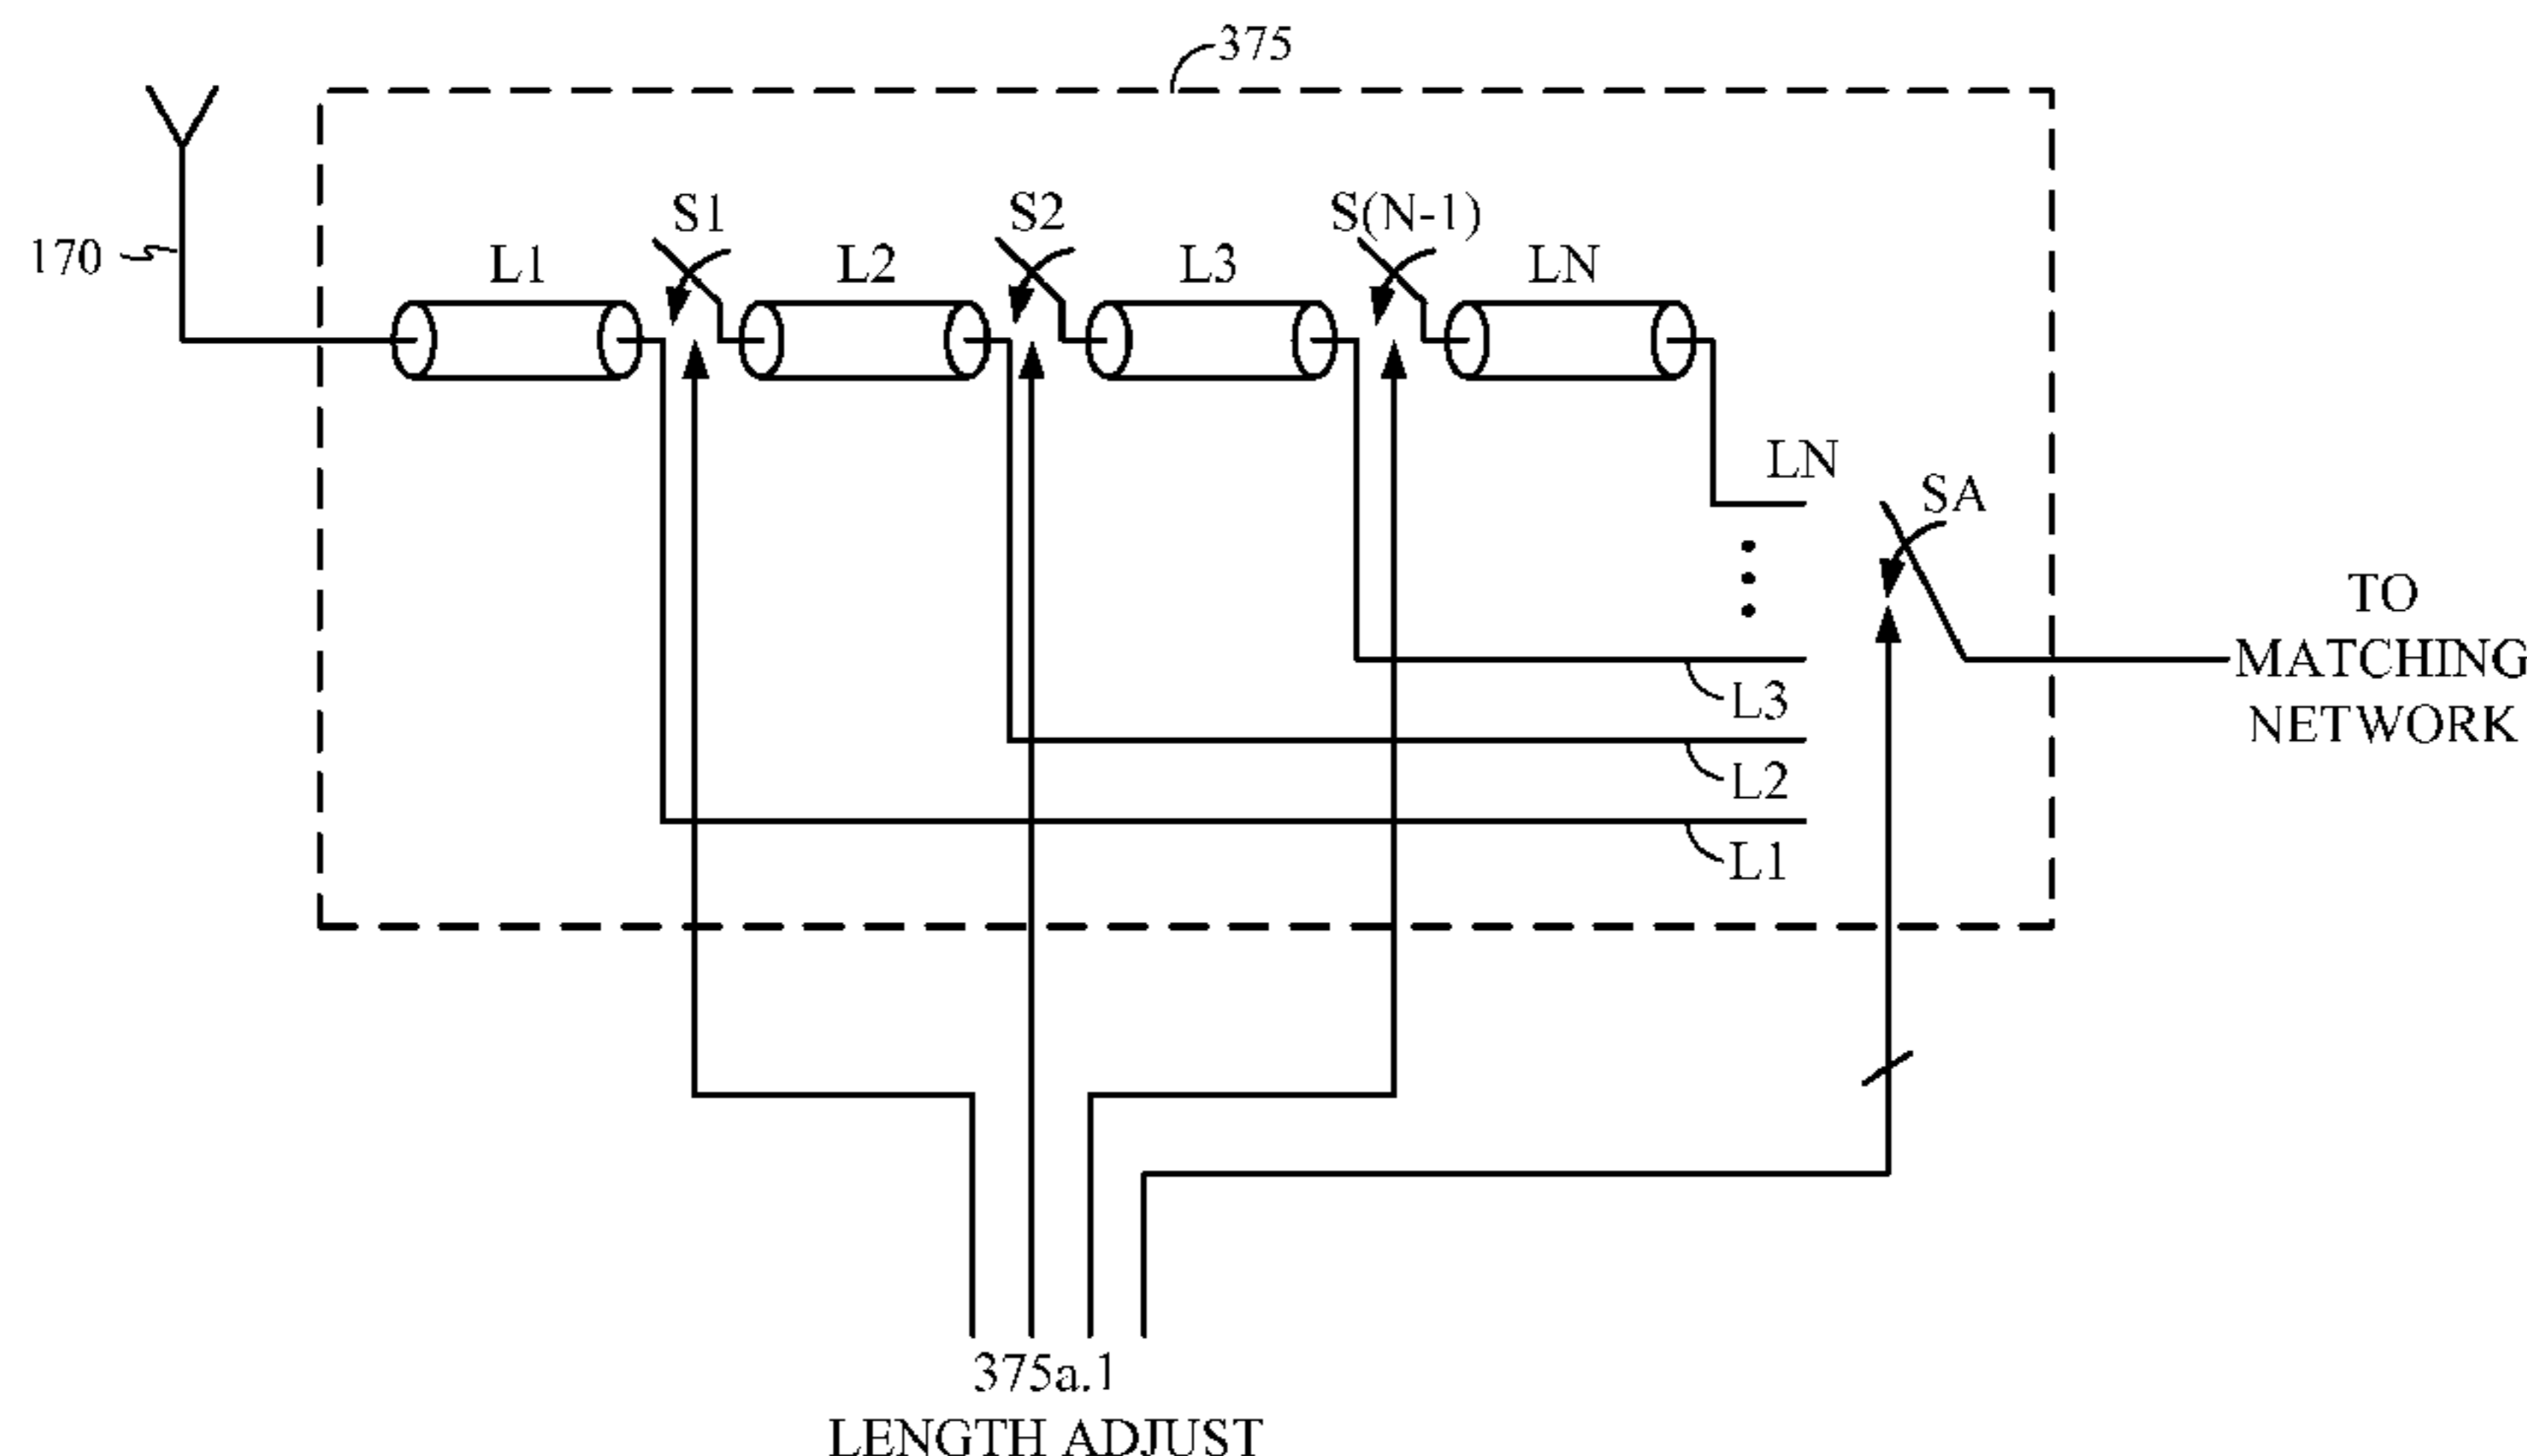 375
170
L1
S1
L2
S2
L3
S(N-1)
LN
LN
SA
TO
MATCHING
NETWORK
L3
L2
L1
375a.1
LENGTH ADJUST